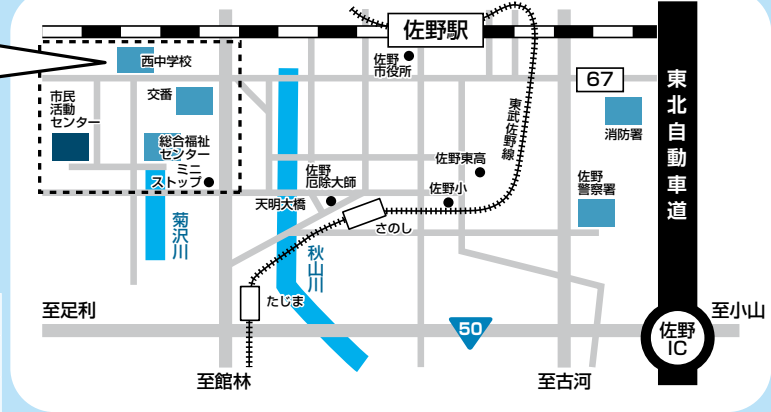 佐野駅
西中学校
佐野
市役所
67
東北自動車道
市民
活動
センター
交番
東武佐野線
消防署
総合福祉
センター
ミニ
ストップ
佐野
厄除大師
佐野東高
佐野小
佐野
警察署
天明大橋
菊沢川
さのし
秋山川
たじま
至足利
50
至小山
佐野
IC
至館林
至古河